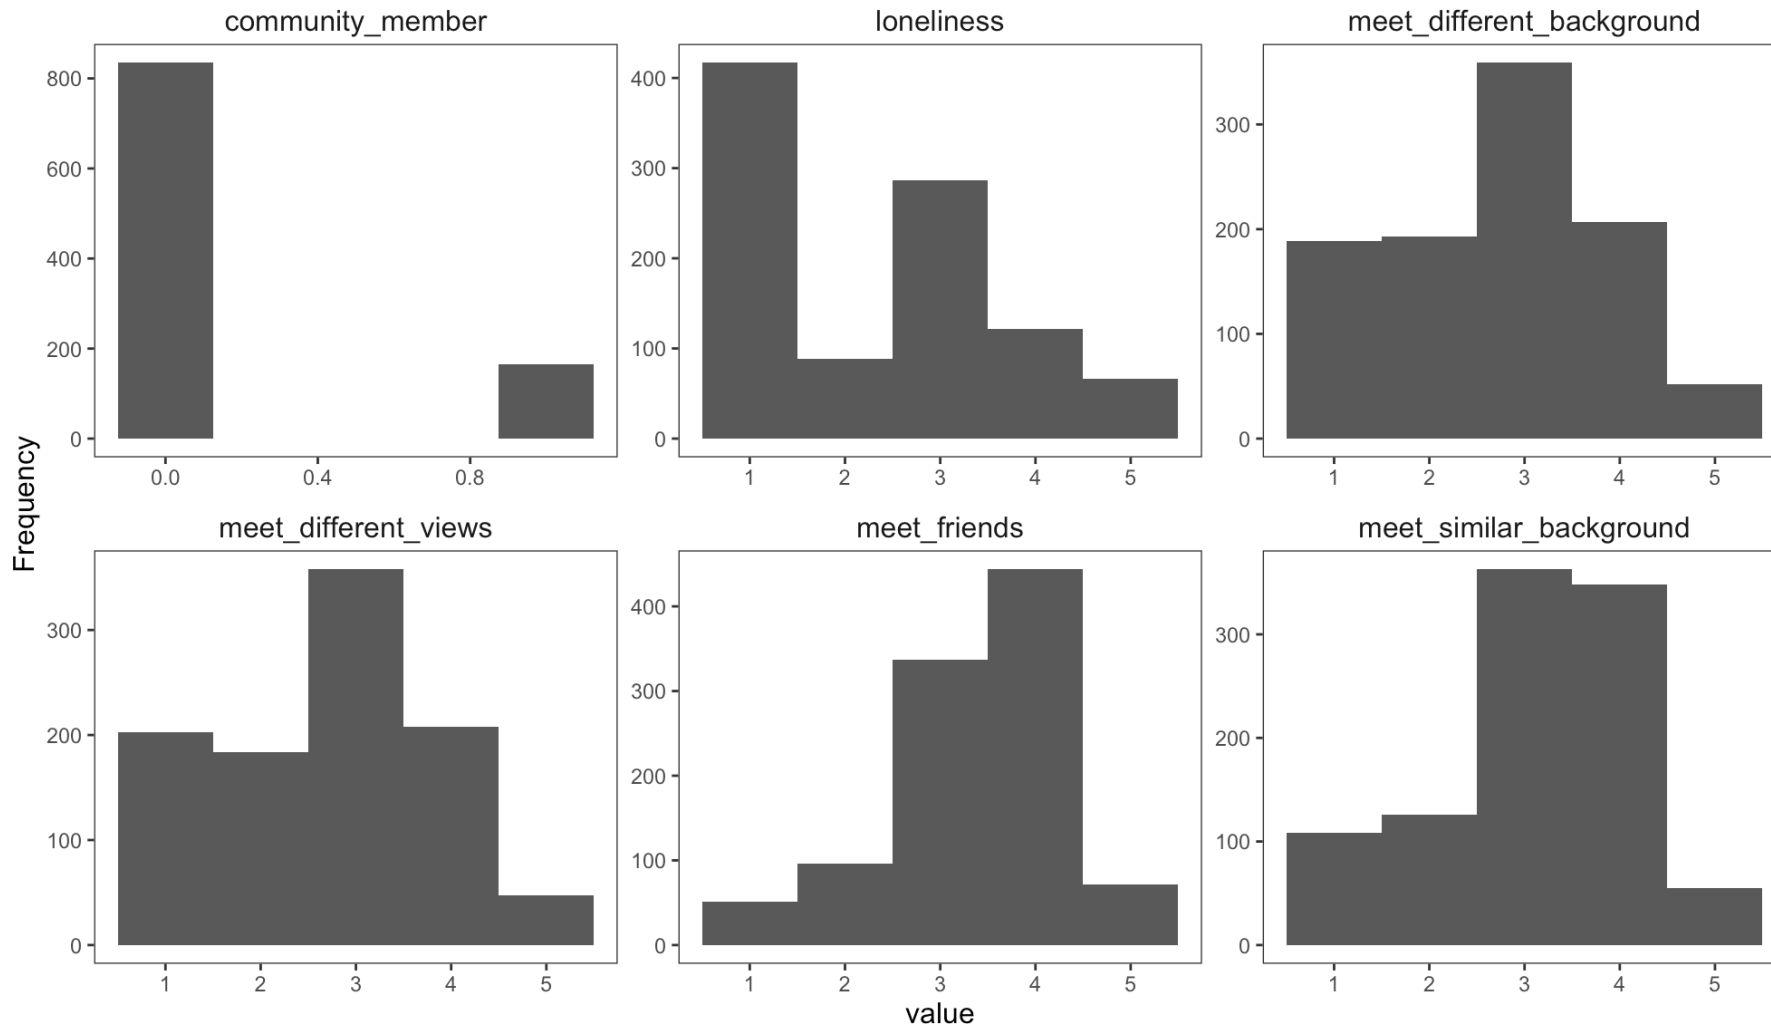 community_member
800
600
400
200
0
0.0 0.4 0.8
loneliness
400
300
200
100
0
1 2 3 4 5
meet_different_background
300
200
100
0
1 2 3 4 5
Frequency
meet_different_views
300
200
100
0
1 2 3 4 5
meet_friends
400
300
200
100
0
1 2 3 4 5
meet_similar_background
300
200
100
0
1 2 3 4 5
value